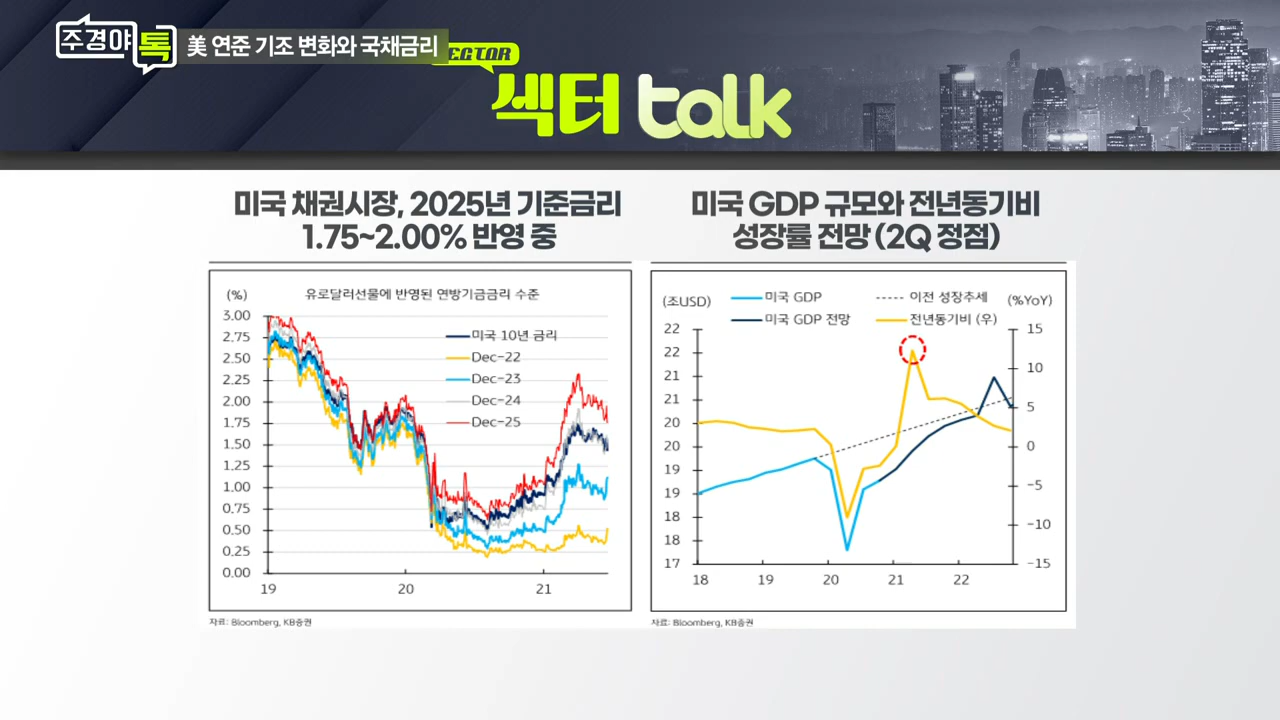 주경야톡
美 연준 기조 변화와 국채금리
SECTOR
섹터 talk
미국 채권시장, 2025년 기준금리
1.75~2.00% 반영 중
(%)
유로달러선물에 반영된 연방기금금리 수준
3.00
2.75
2.50
2.25
2.00
1.75
1.50
1.25
1.00
0.75
0.50
0.25
0.00
미국 10년 금리
Dec-22
Dec-23
Dec-24
Dec-25
19 20 21
자료: Bloomberg, KB증권
미국 GDP 규모와 전년동기비
성장률 전망 (2Q 정점)
(조USD)
미국 GDP
이전 성장추세
(%YoY)
미국 GDP 전망
전년동기비 (우)
22
22
21
21
20
20
19
19
18
18
17
15
10
5
0
-5
-10
-15
18 19 20 21 22
자료: Bloomberg, KB증권